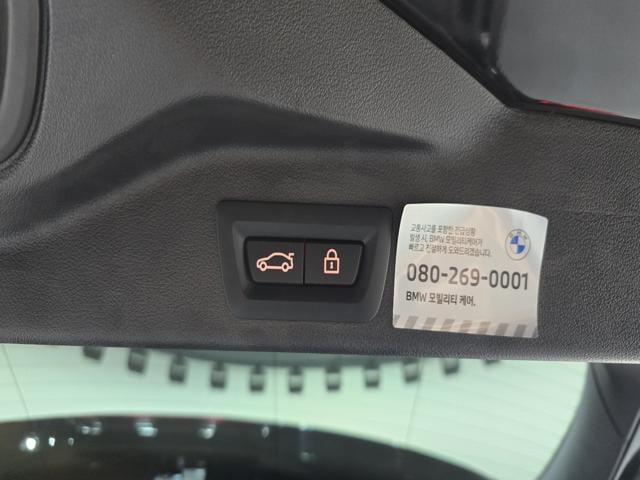 교통사고를 포함한 긴급상황
발생 시, BMW 모빌리티케어가
빠르고 친절하게 도와드리겠습니다.
080-269-0001
BMW 모빌리티 케어.